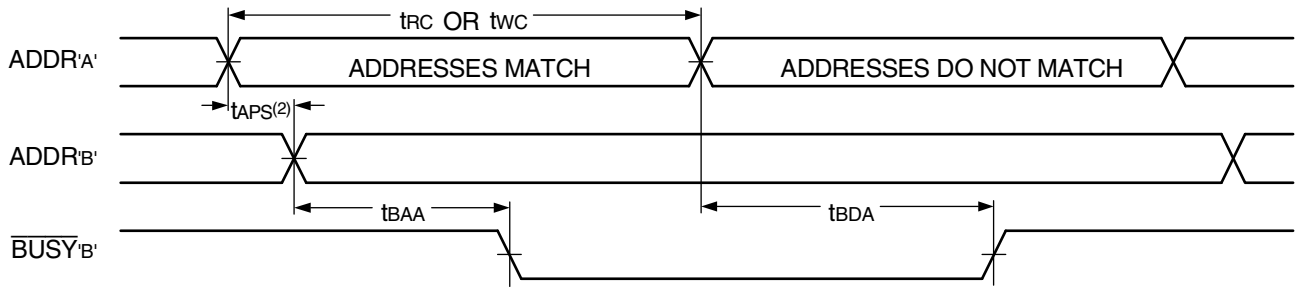 tRC OR tWC
ADDR'A'
ADDRESSES MATCH
ADDRESSES DO NOT MATCH
tAPS(2)
ADDR'B'
tBAA
tBDA
BUSY'B'